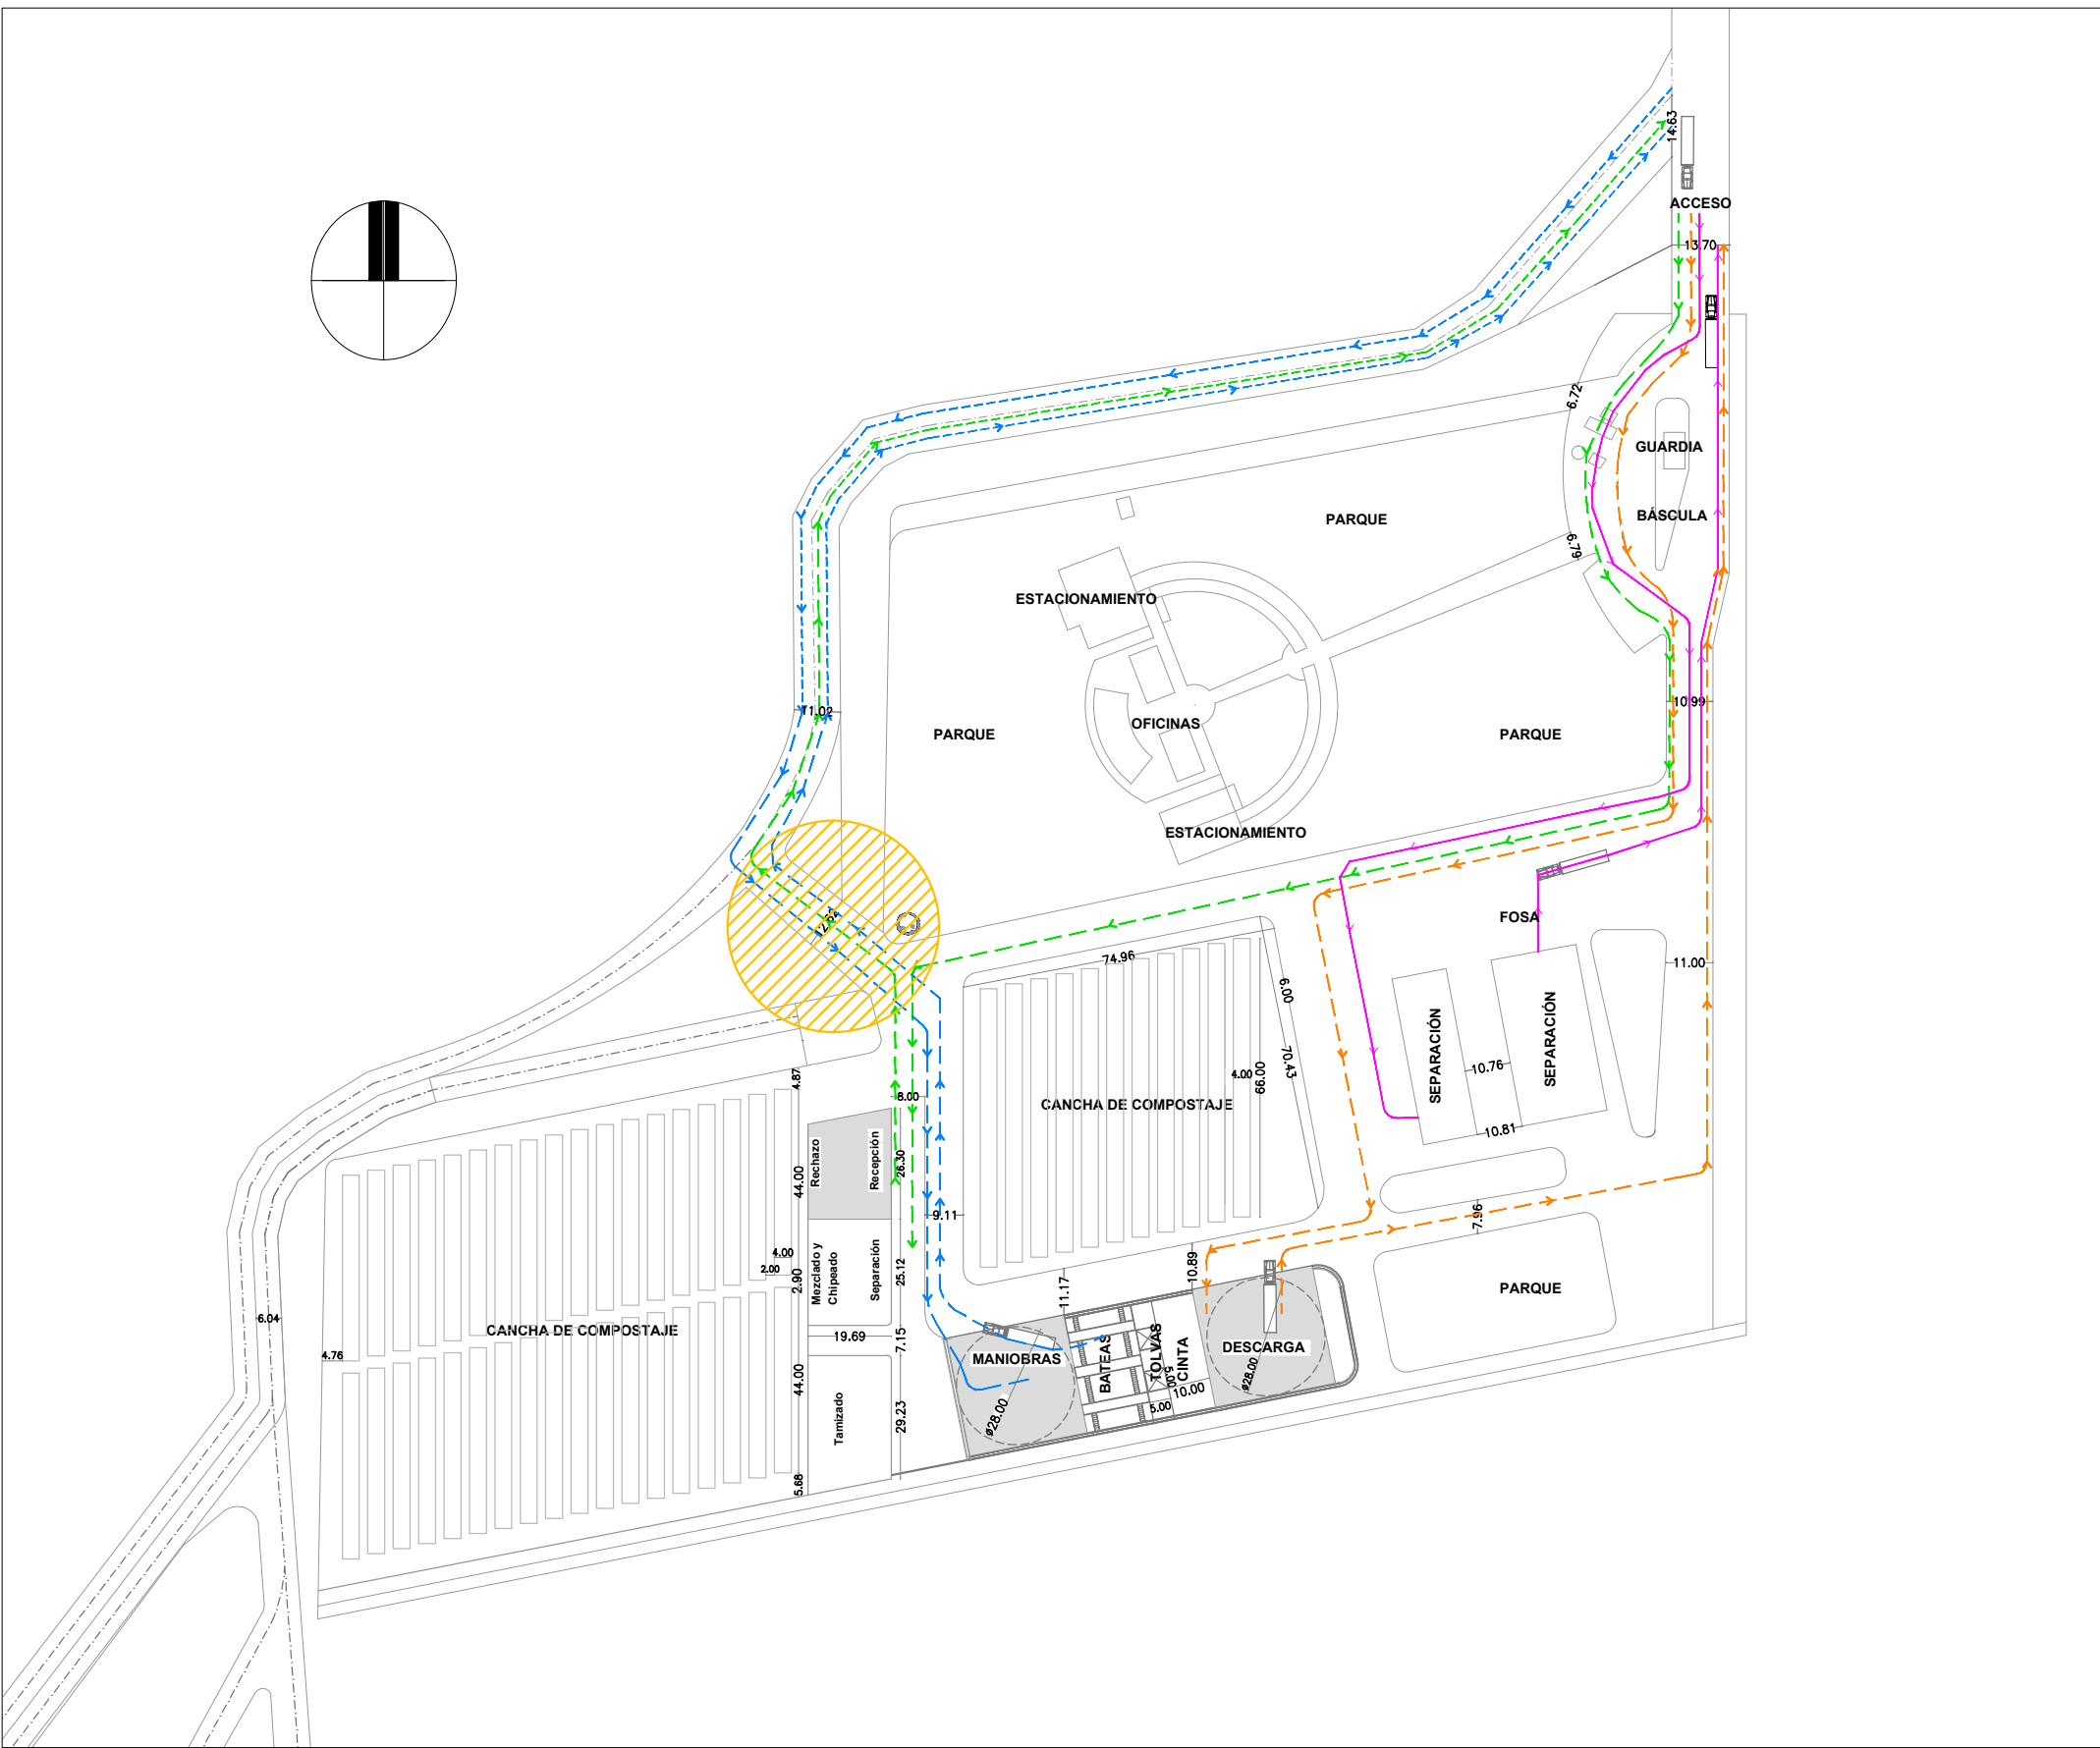 14.63
ACCESO
13.70
6.72
GUARDIA
BÁSCULA
PARQUE
6.79
ESTACIONAMIENTO
10.99
11.02
OFICINAS
PARQUE
PARQUE
ESTACIONAMIENTO
12.62
FOSA
74.96
11.00
6.00
SEPARACIÓN
SEPARACIÓN
10.76
70.43
4.00
66.00
4.87
8.00
CANCHA DE COMPOSTAJE
10.81
Rechazo
Recepción
26.30
44.00
9.11
7.96
4.00
2.00
2.90
Mezclado y
Chipeado
Separación
25.12
10.89
11.17
PARQUE
6.04
CANCHA DE COMPOSTAJE
4.76
19.69
7.15
MANIOBRAS
BATEAS
TOLVAS
CINTA
DESCARGA
5.00
10.00
5.00
ø28.00
ø28.00
44.00
Tamizado
29.23
5.68